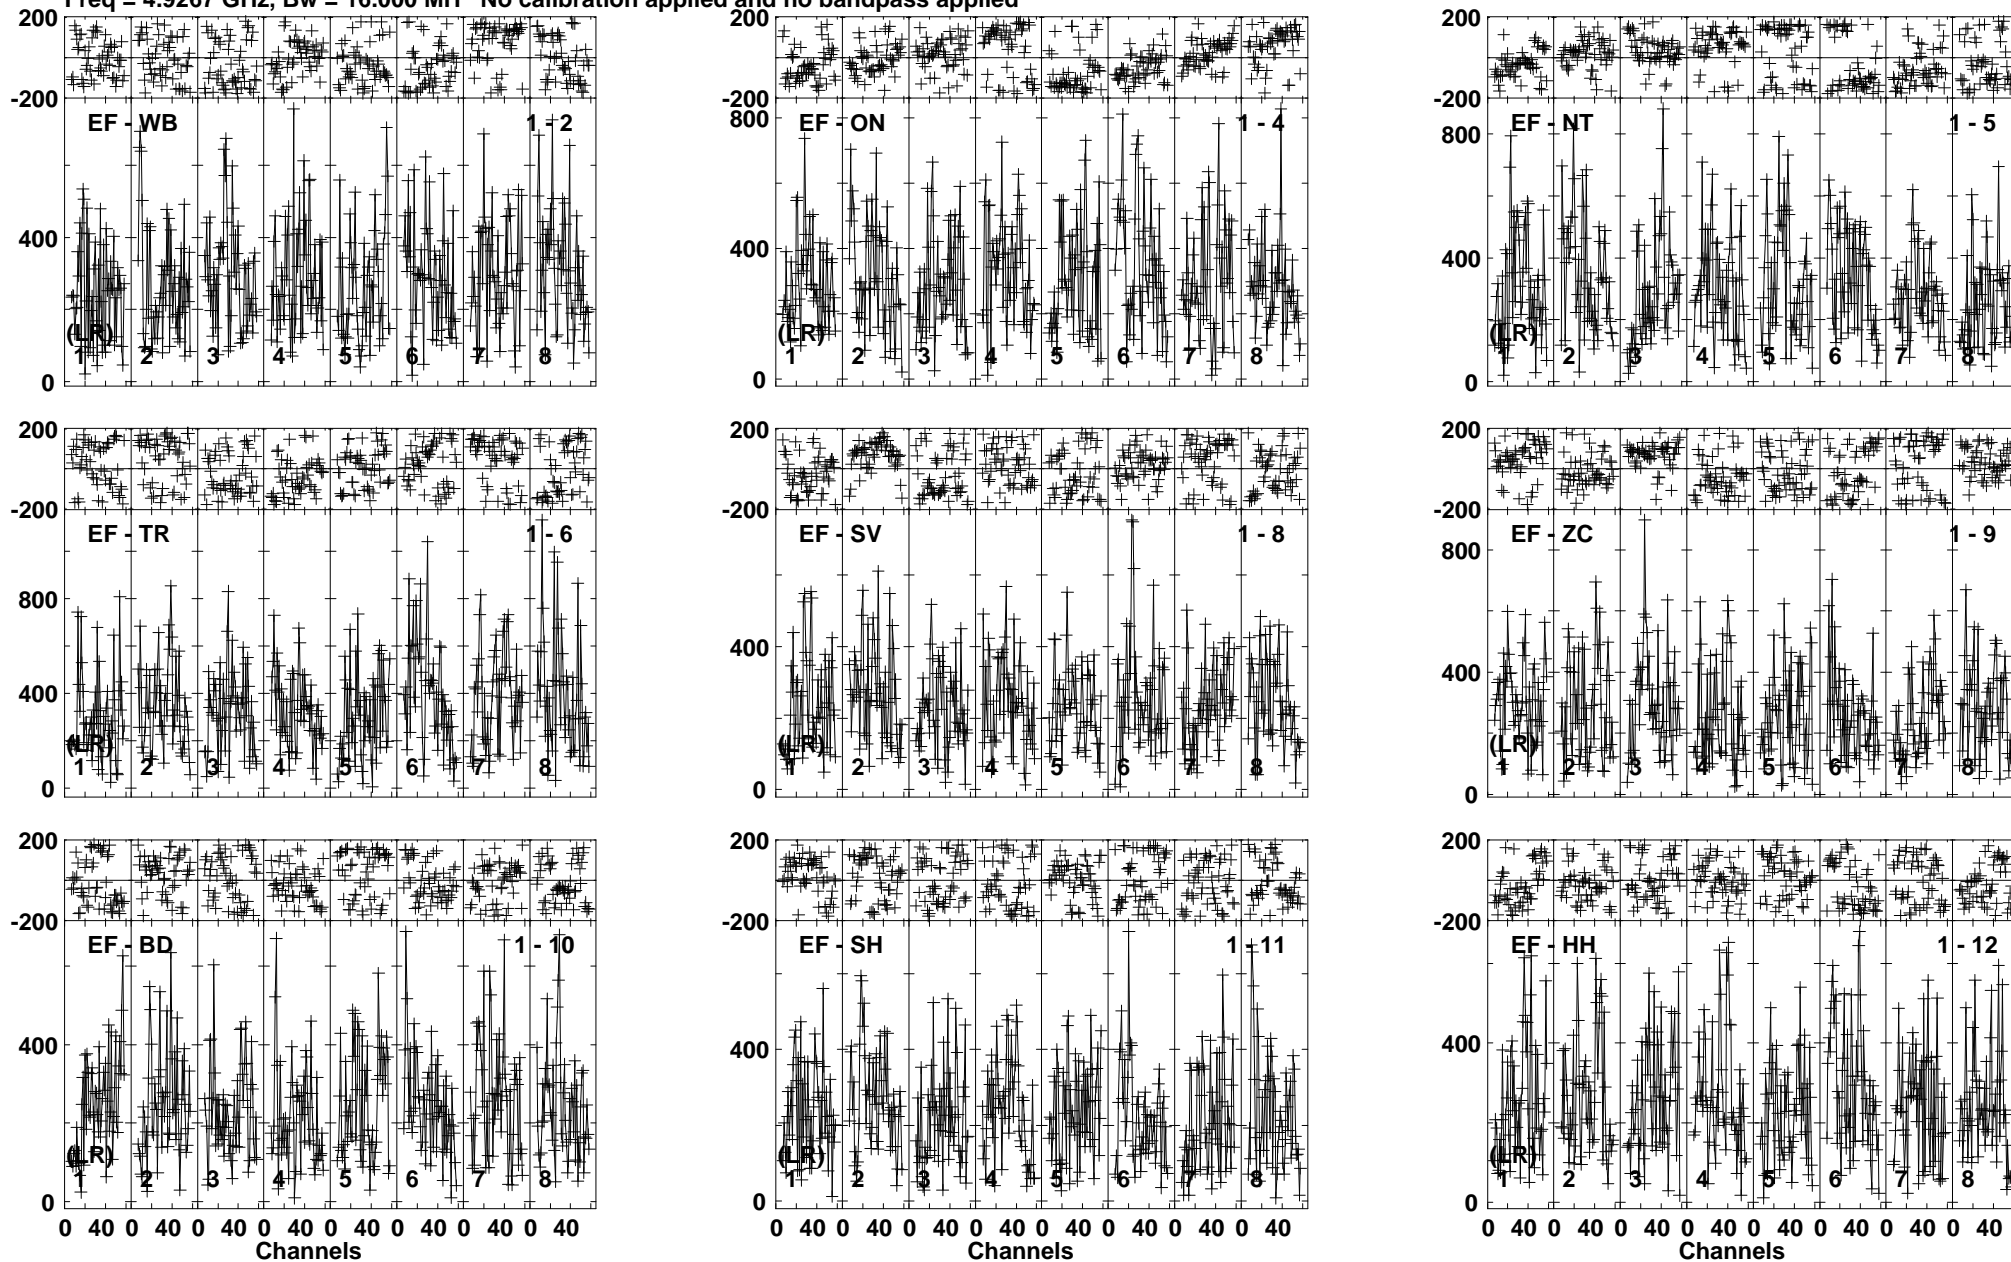 Freq = 4.9267 GHz, Bw = 16.000 MH No calibration applied and no bandpass applied
200 200 200
-200 -200 -200
EF - WB 1 - 2 EF - ON 1 - 4 EF - NT 1 - 5
800 800
400 400 400
(LR) (LR) (LR)
1 2 3 4 5 6 7 8 1 2 3 4 5 6 7 8 1 2 3 4 5 6 7 8
0 0 0
200 200 200
-200 -200 -200
EF - TR 1 - 6 EF - SV 1 - 8 EF - ZC 1 - 9
800 800
400 400 400
(LR) (LR) (LR)
1 2 3 4 5 6 7 8 1 2 3 4 5 6 7 8 1 2 3 4 5 6 7 8
0 0 0
200 200 200
-200 -200 -200
EF - BD 1 - 10 EF - SH 1 - 11 EF - HH 1 - 12
400 400 400
(LR) (LR) (LR)
1 2 3 4 5 6 7 8 1 2 3 4 5 6 7 8 1 2 3 4 5 6 7 8
0 0 0
0 40 0 40 0 40 0 40 0 40 0 40 0 40 0 40 0 40 0 40 0 40 0 40 0 40 0 40 0 40 0 40 0 40 0 40 0 40 0 40 0 40 0 40 0 40 0 40
Channels Channels Channels